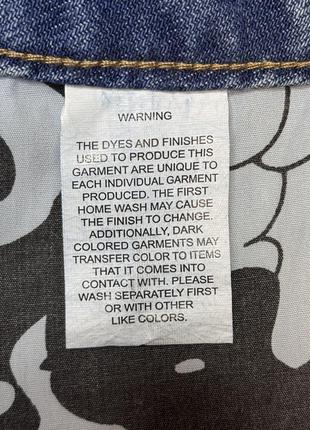 WARNING
THE DYES AND FINISHES
USED TO PRODUCE THIS
GARMENT ARE UNIQUE TO
EACH INDIVIDUAL GARMENT
PRODUCED. THE FIRST
HOME WASH MAY CAUSE
THE FINISH TO CHANGE.
ADDITIONALLY, DARK
COLORED GARMENTS MAY
TRANSFER COLOR TO ITEMS
THAT IT COMES INTO
CONTACT WITH. PLEASE
WASH SEPARATELY FIRST
OR WITH OTHER
LIKE COLORS.